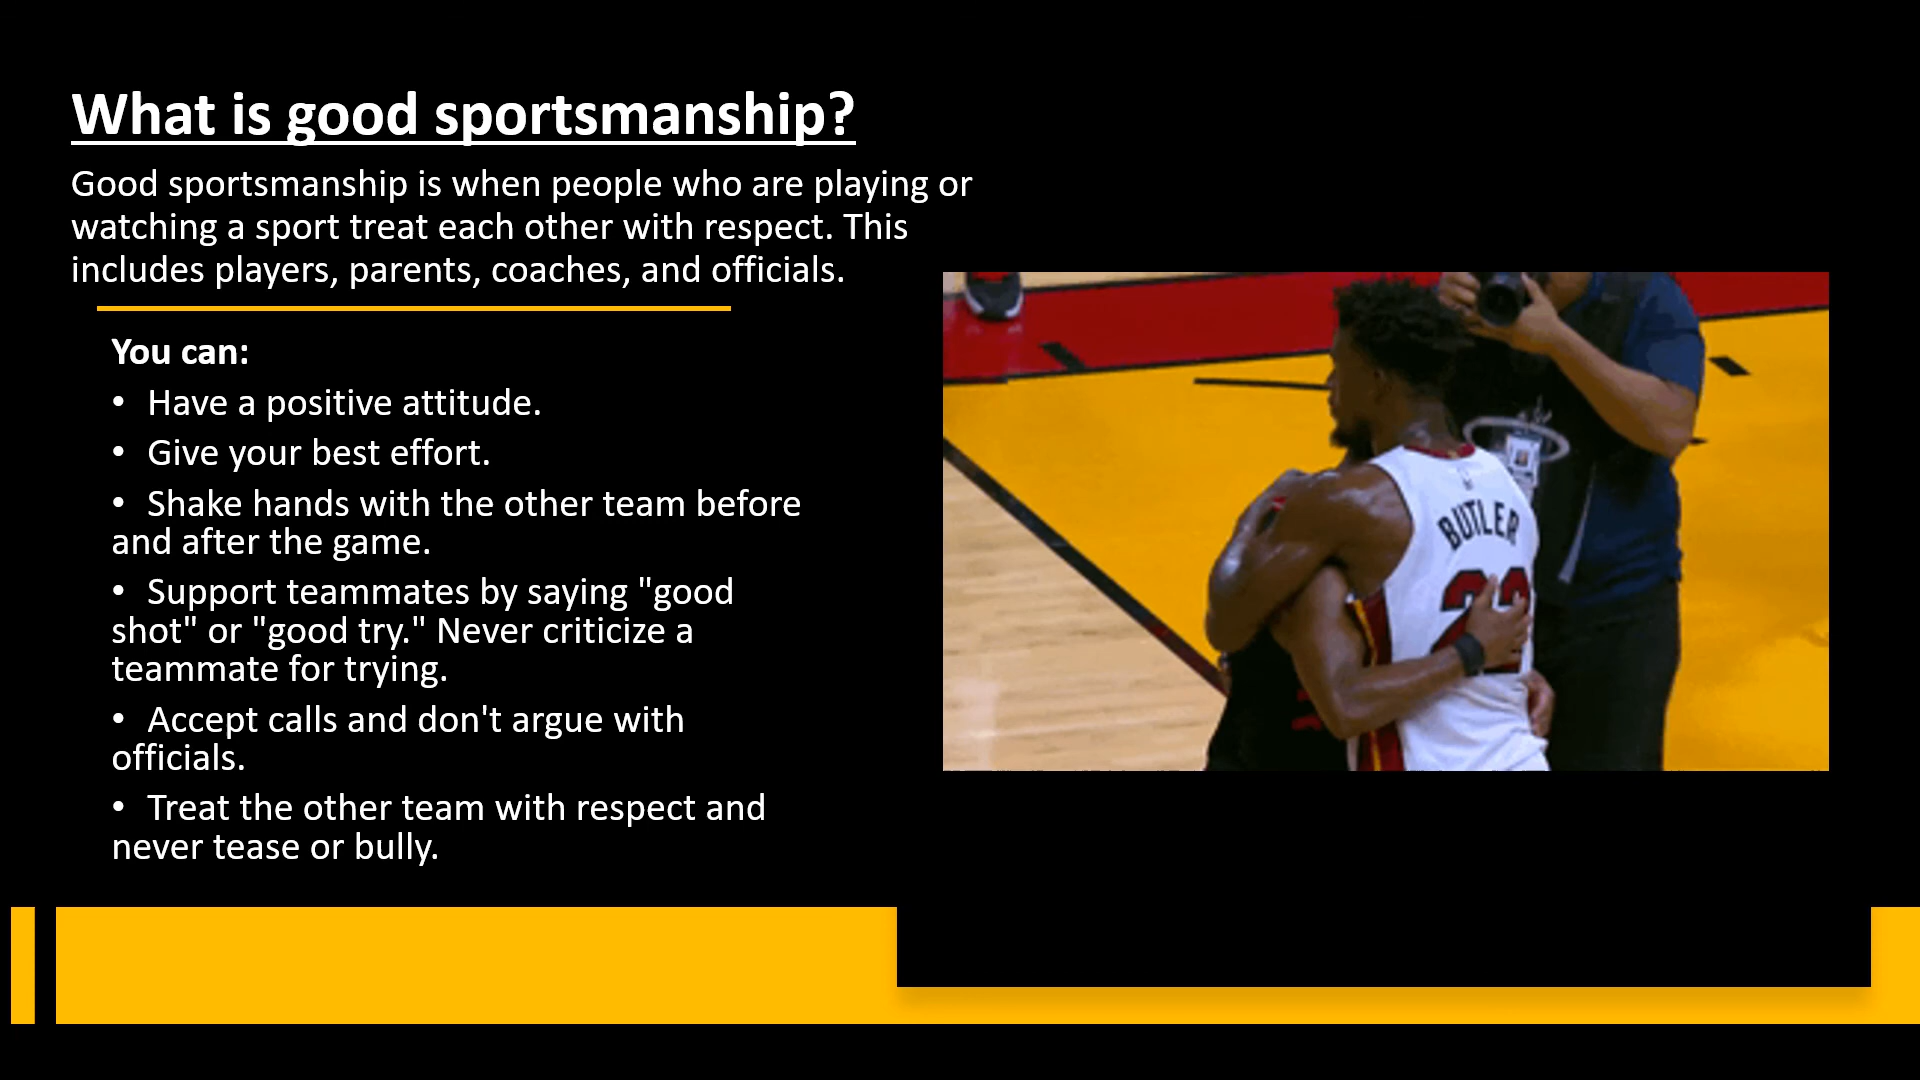 What is good sportsmanship?
Good sportsmanship is when people who are playing or
watching a sport treat each other with respect. This
includes players, parents, coaches, and officials.
You can:
• Have a positive attitude.
• Give your best effort.
• Shake hands with the other team before
and after the game.
• Support teammates by saying "good
shot" or "good try." Never criticize a
teammate for trying.
• Accept calls and don't argue with
officials.
• Treat the other team with respect and
never tease or bully.
BUTLER